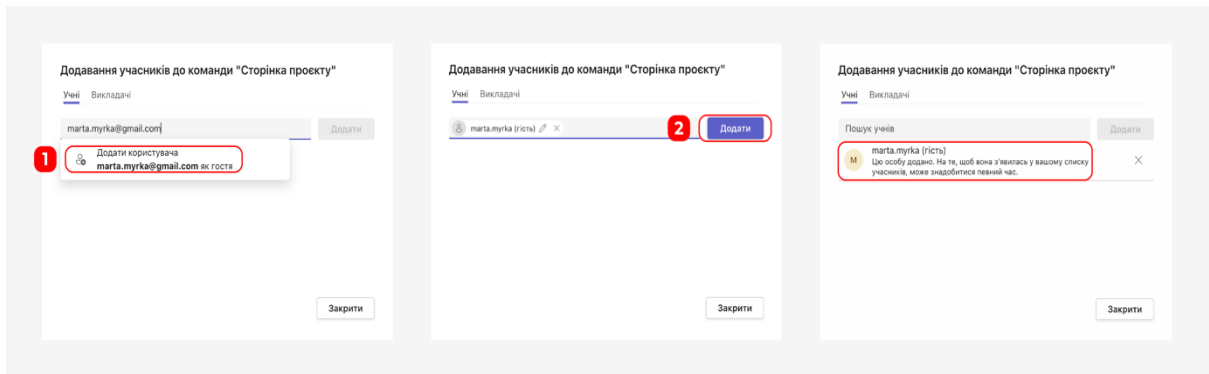 Додавання учасників до команди "Сторінка проєкту"
Учні Викладачі
marta.myrka@gmail.com Додати
1
Додати користувача
marta.myrka@gmail.com як гостя
Закрити
Додавання учасників до команди "Сторінка проєкту"
Учні Викладачі
marta.myrka (гість) 2 Додати
Закрити
Додавання учасників до команди "Сторінка проєкту"
Учні Викладачі
Пошук учнів Додати
M marta.myrka (гість)
Цю особу додано. На те, щоб вона з'явилась у вашому списку
учасників, може знадобитися певний час.
Закрити